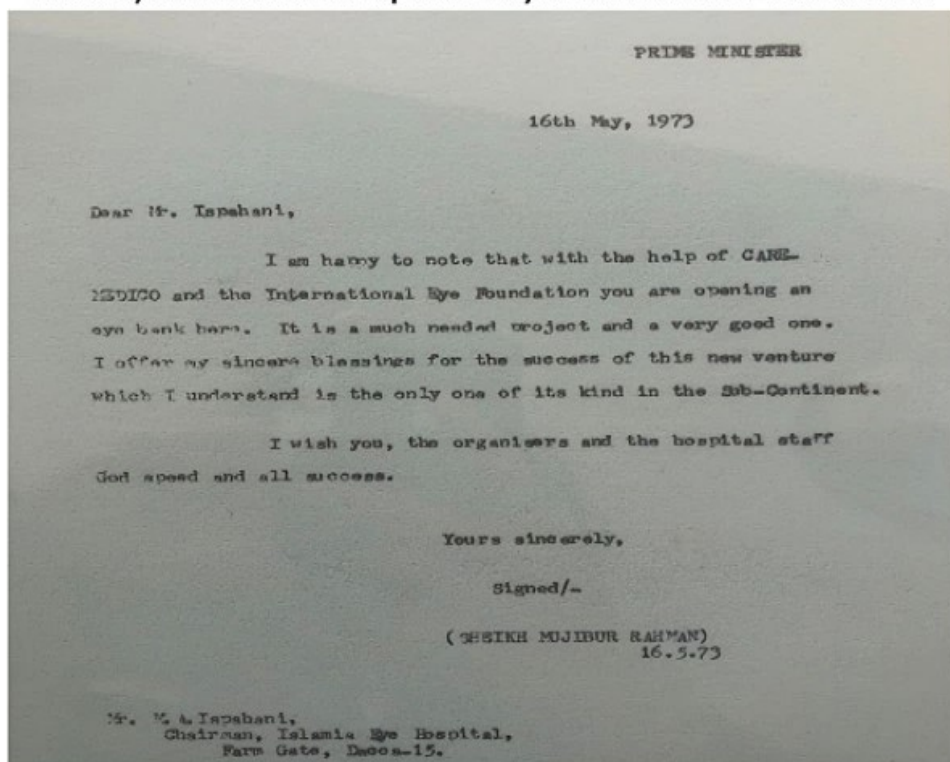 PRIME MINISTER
16th May, 1973
Dear Mr. Ispahani,
I am happy to note that with the help of CARE-
MEDICO and the International Eye Foundation you are opening an
eye bank here. It is a much needed project and a very good one.
I offer my sincere blessings for the success of this new venture
which I understand is the only one of its kind in the Sub-Continent.
I wish you, the organisers and the hospital staff
God speed and all success.
Yours sincerely,
Signed/-
(SHEIKH MUJIBUR RAHMAN)
16.5.73
Mr. M.A. Ispahani,
Chairman, Islamia Eye Hospital,
Farm Gate, Dacca-15.